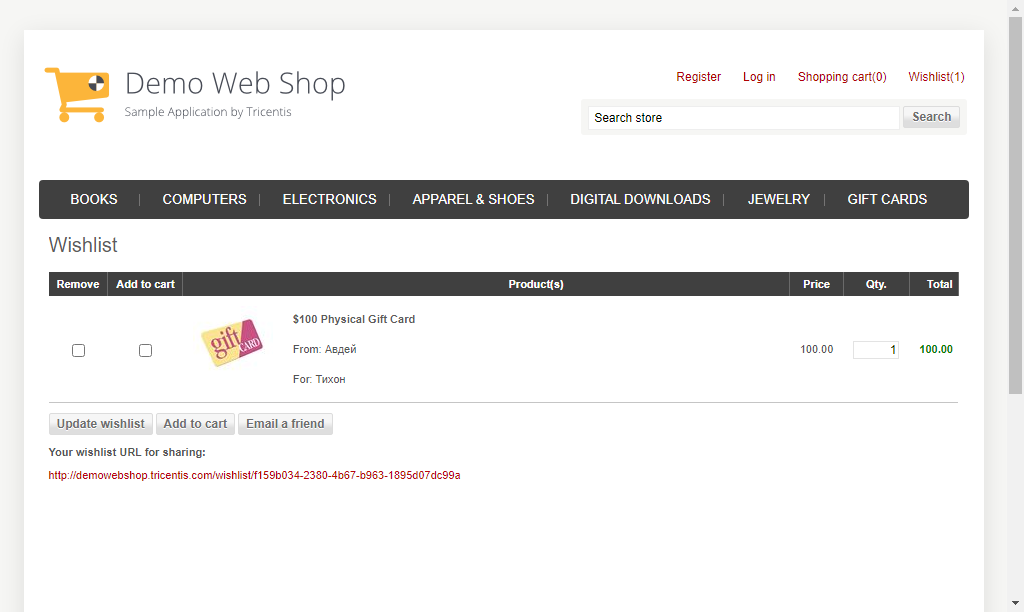 Demo Web Shop
Sample Application by Tricentis
Register Log in Shopping cart(0) Wishlist(1)
Search store Search
BOOKS COMPUTERS ELECTRONICS APPAREL & SHOES DIGITAL DOWNLOADS JEWELRY GIFT CARDS
Wishlist
Remove Add to cart Product(s) Price Qty. Total
gift CARD
$100 Physical Gift Card
From: Авдей
For: Тихон
100.00 1 100.00
Update wishlist Add to cart Email a friend
Your wishlist URL for sharing:
http://demowebshop.tricentis.com/wishlist/f159b034-2380-4b67-b963-1895d07dc99a